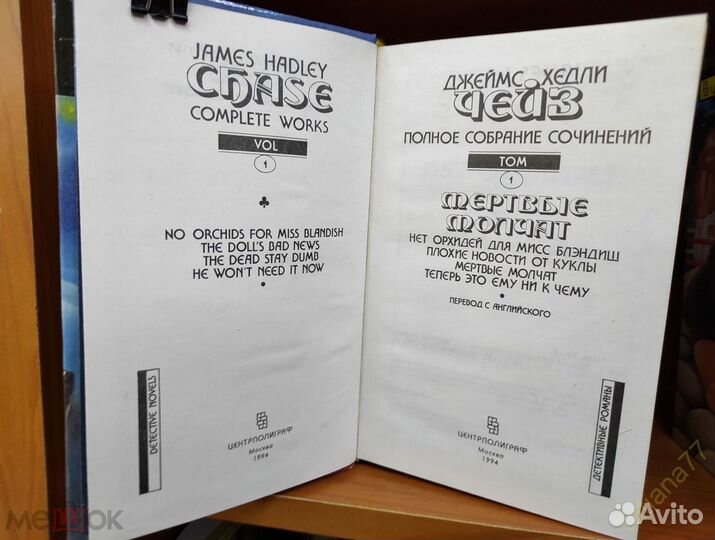 JAMES HADLEY
CHASE
COMPLETE WORKS
VOL
1
NO ORCHIDS FOR MISS BLANDISH
THE DOLL'S BAD NEWS
THE DEAD STAY DUMB
HE WON'T NEED IT NOW
DETECTIVE NOVELS
ЦЕНТРПОЛИГРАФ
Москва
1994
ДЖЕЙМС ХЕДЛИ
ЧЕЙЗ
ПОЛНОЕ СОБРАНИЕ СОЧИНЕНИЙ
ТОМ
1
МЕРТВЫЕ
МОЛЧАТ
НЕТ ОРХИДЕЙ ДЛЯ МИСС БЛЭНДИШ
ПЛОХИЕ НОВОСТИ ОТ КУКЛЫ
МЕРТВЫЕ МОЛЧАТ
ТЕПЕРЬ ЭТО ЕМУ НИ К ЧЕМУ
ПЕРЕВОД С АНГЛИЙСКОГО
ДЕТЕКТИВНЫЕ РОМАНЫ
ЦЕНТРПОЛИГРАФ
Москва
1994
Avito